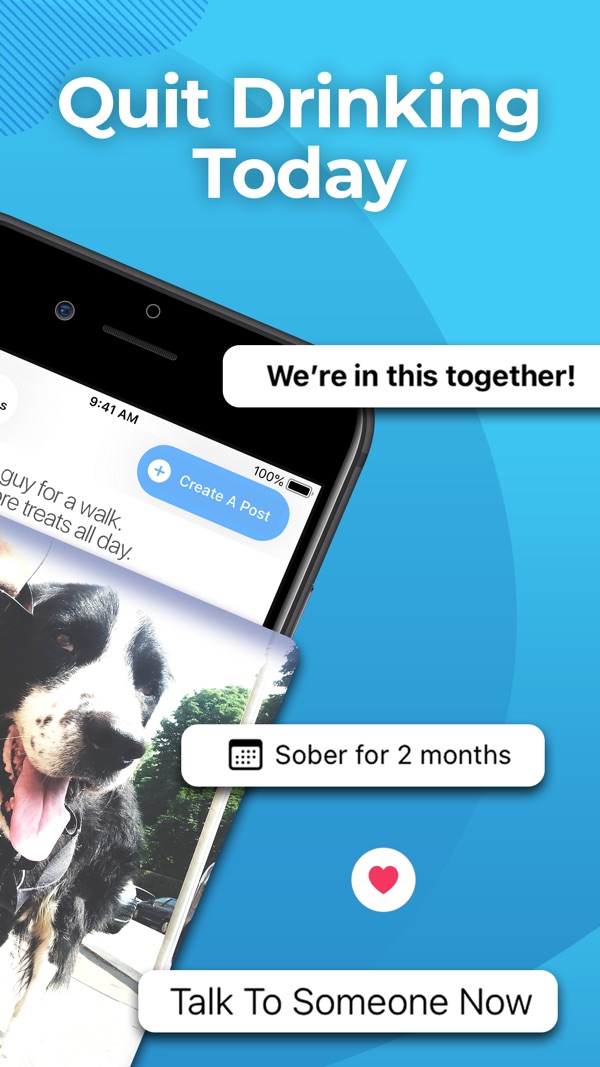 Quit Drinking
Today
We're in this together!
9:41 AM
100%
Create A Post
guy for a walk.
treats all day.
Sober for 2 months
Talk To Someone Now